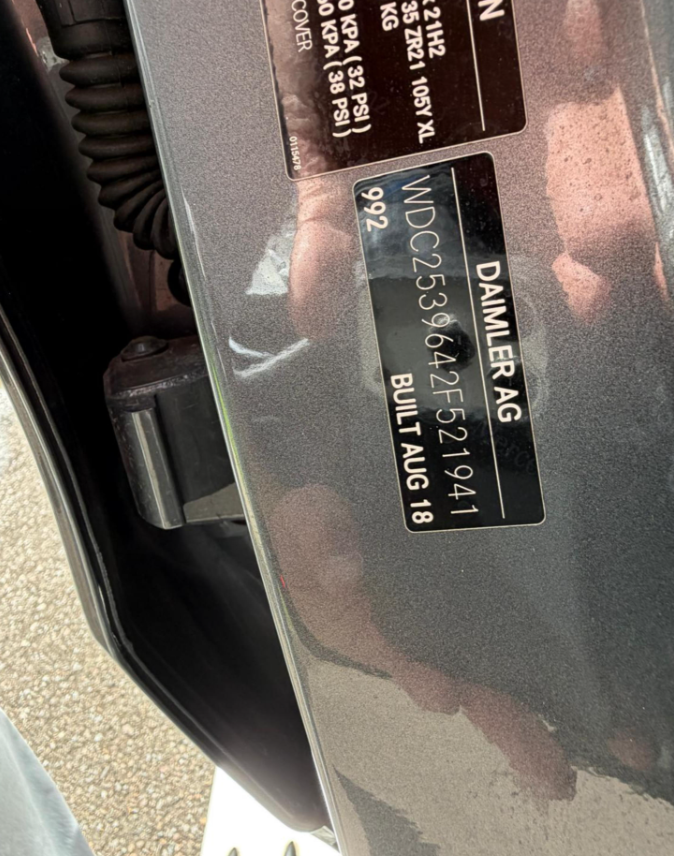 N
R 21H2
35 ZR21 105Y XL
KG
0 KPA ( 32 PSI )
60 KPA ( 38 PSI )
COVER
DAIMLER AG
WDC2539642F521941
992
BUILT AUG 18